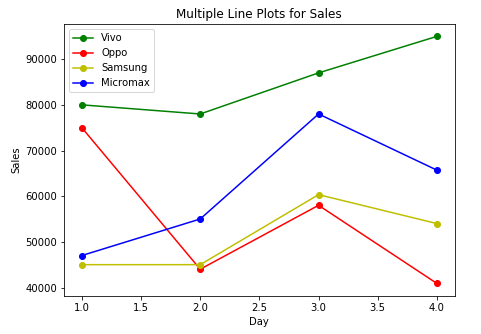 Multiple Line Plots for Sales
Vivo
Oppo
Samsung
Micromax
90000
80000
70000
60000
50000
40000
Sales
1.0 1.5 2.0 2.5 3.0 3.5 4.0
Day